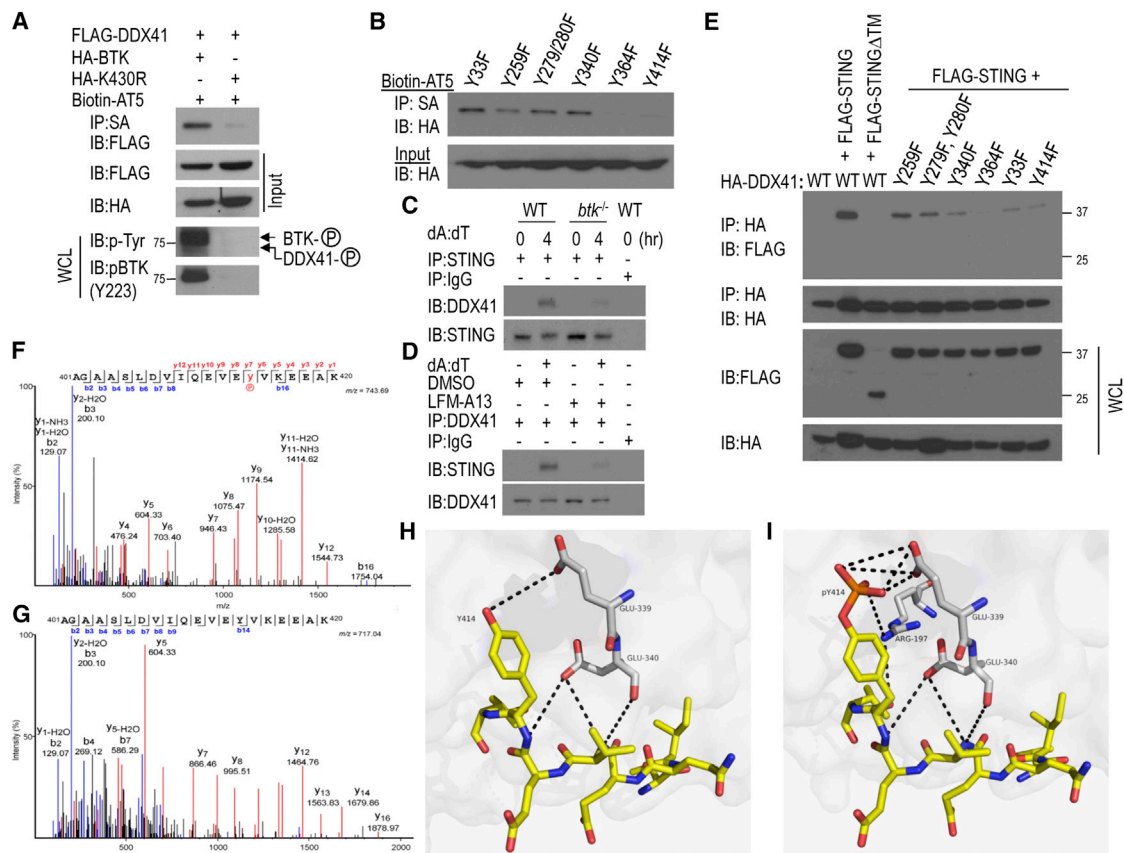 A
FLAG-DDX41 + +
HA-BTK + -
HA-K430R - +
Biotin-AT5 + +
IP:SA
IB:FLAG
IB:FLAG
IB:HA
Input
WCL
IB:p-Tyr 75
BTK-Ⓟ
DDX41-Ⓟ
IB:pBTK 75
(Y223)
B
Y33F Y259F Y279/280F Y340F Y364F Y414F
Biotin-AT5
IP: SA
IB: HA
Input
IB: HA
C
WT btk-/- WT
dA:dT 0 4 0 4 0 (hr)
IP:STING + + + + -
IP:IgG - - - - +
IB:DDX41
IB:STING
D
dA:dT - + - + -
DMSO + + - - -
LFM-A13 - - + + -
IP:DDX41 + + + + -
IP:IgG - - - - +
IB:STING
IB:DDX41
E
+ FLAG-STING
+ FLAG-STINGΔTM
FLAG-STING +
HA-DDX41: WT WT WT Y259F Y279F, Y280F Y340F Y364F Y33F Y414F
IP: HA
IB: FLAG
37
25
IP: HA
IB: HA
IB:FLAG
37
25
IB:HA
WCL
F
y12 y11 y10 y9 y8 y7 y6 y5 y4 y3 y2 y1
401 A G A A S L D V I Q E V E y V K E E A K 420
b2 b3 b4 b5 b6 b7 b8 Ⓟ b16
m/z = 743.69
Intensity (%)
100
50
y2-H2O
b3
200.10
y1-NH3
y1-H2O
b2
129.07
y4
476.24
y5
604.33
y6
703.40
y7
946.43
y8
1075.47
y9
1174.54
y10-H2O
1285.58
y11-H2O
y11-NH3
1414.62
y12
1544.73
b16
1754.04
500 1000 1500
m/z
G
401 A G A A S L D V I Q E V E Y V K E E A K 420
b2 b3 b4 b5 b6 b7 b8 b9 b14
m/z = 717.04
Intensity (%)
100
50
y2-H2O
b3
200.10
y1-H2O
b2
129.07
b4
269.12
y5-H2O
b7
586.29
y5
604.33
y7
866.46
y8
995.51
y12
1464.76
y13
1563.83
y14
1679.86
y16
1878.97
500 1000 1500 2000
H
Y414
GLU-339
GLU-340
I
pY414
ARG-197
GLU-339
GLU-340